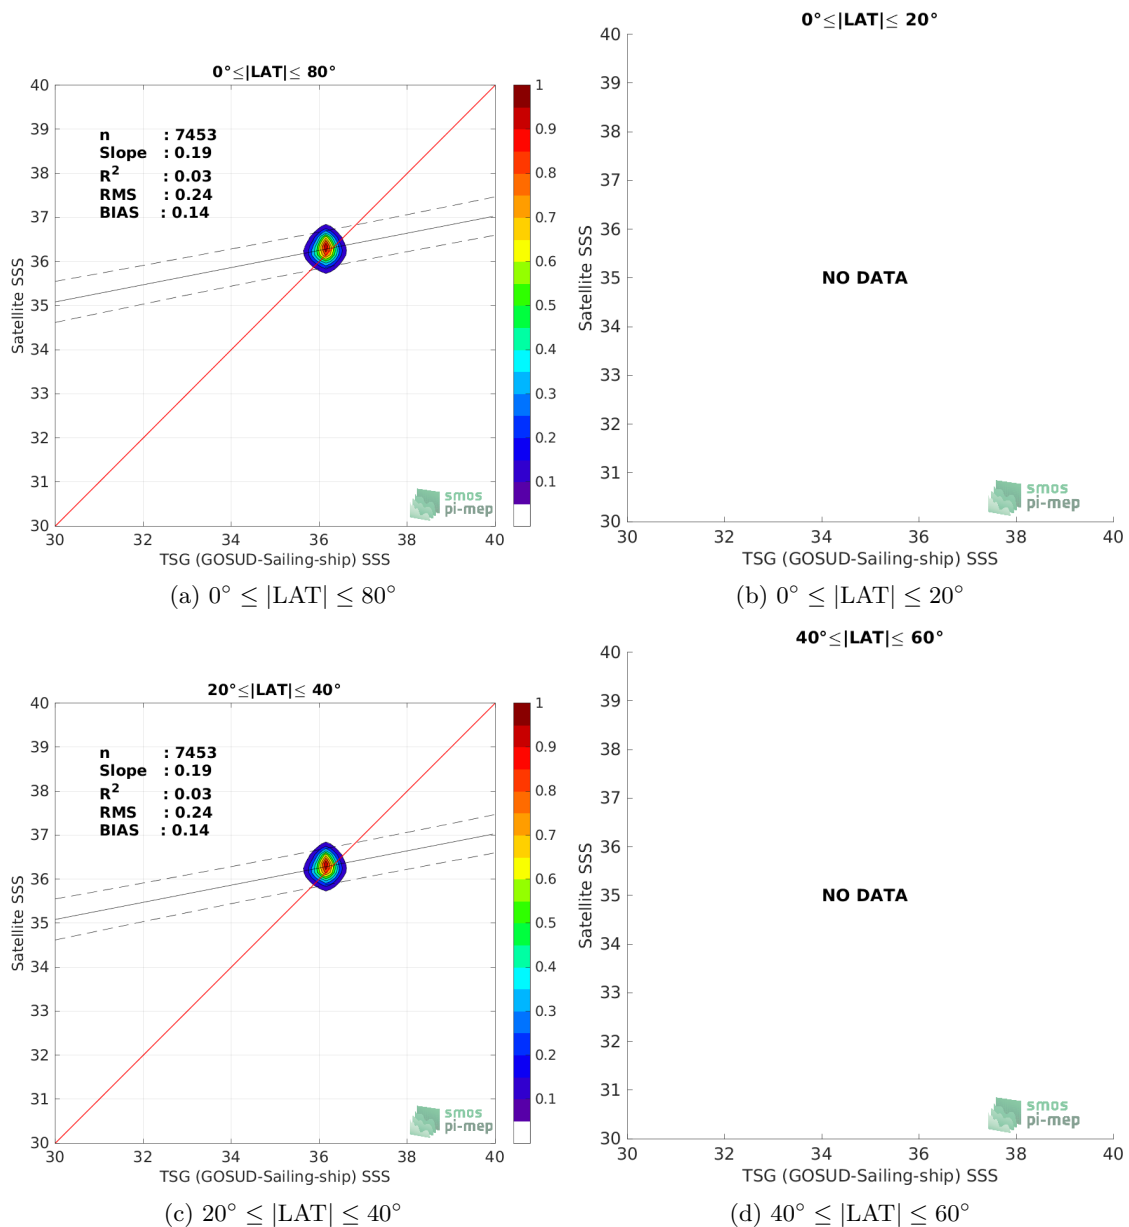 0°≤|LAT|≤ 80°
40
39
38
37
36
35
34
33
32
31
30
Satellite SSS
n : 7453
Slope : 0.19
R² : 0.03
RMS : 0.24
BIAS : 0.14
1
0.9
0.8
0.7
0.6
0.5
0.4
0.3
0.2
0.1
smos
pi-mep
30 32 34 36 38 40
TSG (GOSUD-Sailing-ship) SSS
(a) 0° ≤ |LAT| ≤ 80°
0°≤|LAT|≤ 20°
40
39
38
37
36
35
34
33
32
31
30
Satellite SSS
NO DATA
smos
pi-mep
30 32 34 36 38 40
TSG (GOSUD-Sailing-ship) SSS
(b) 0° ≤ |LAT| ≤ 20°
20°≤|LAT|≤ 40°
40
39
38
37
36
35
34
33
32
31
30
Satellite SSS
n : 7453
Slope : 0.19
R² : 0.03
RMS : 0.24
BIAS : 0.14
1
0.9
0.8
0.7
0.6
0.5
0.4
0.3
0.2
0.1
smos
pi-mep
30 32 34 36 38 40
TSG (GOSUD-Sailing-ship) SSS
(c) 20° ≤ |LAT| ≤ 40°
40°≤|LAT|≤ 60°
40
39
38
37
36
35
34
33
32
31
30
Satellite SSS
NO DATA
smos
pi-mep
30 32 34 36 38 40
TSG (GOSUD-Sailing-ship) SSS
(d) 40° ≤ |LAT| ≤ 60°